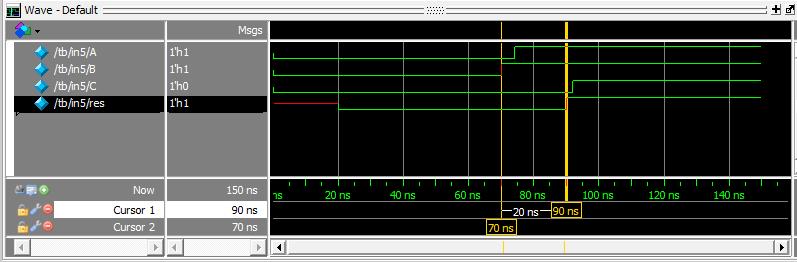 Wave - Default
Msgs
/tb/in5/A 1'h1
/tb/in5/B 1'h1
/tb/in5/C 1'h0
/tb/in5/res 1'h1
Now 150 ns ns 20 ns 40 ns 60 ns 80 ns 100 ns 120 ns 140 ns
Cursor 1 90 ns 20 ns 90 ns
Cursor 2 70 ns 70 ns